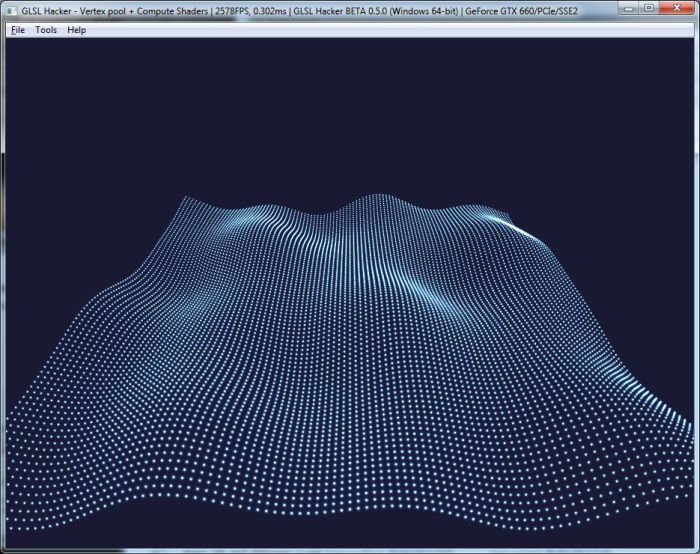 GLSL Hacker - Vertex pool + Compute Shaders | 2578FPS, 0.302ms | GLSL Hacker BETA 0.5.0 (Windows 64-bit) | GeForce GTX 660/PCIe/SSE2
File Tools Help